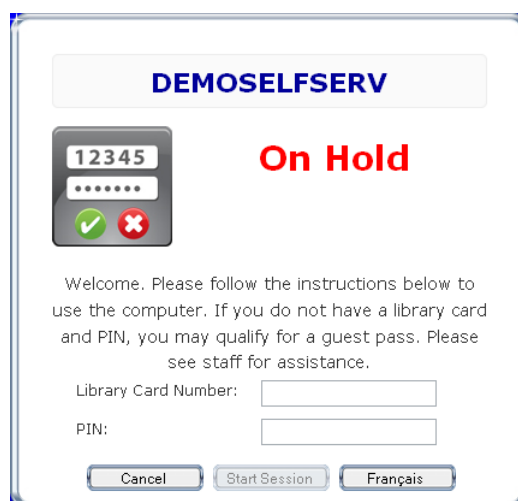 DEMOSELFSERV
12345
•••••••
On Hold
Welcome. Please follow the instructions below to
use the computer. If you do not have a library card
and PIN, you may qualify for a guest pass. Please
see staff for assistance.
Library Card Number:
PIN:
Cancel Start Session Français